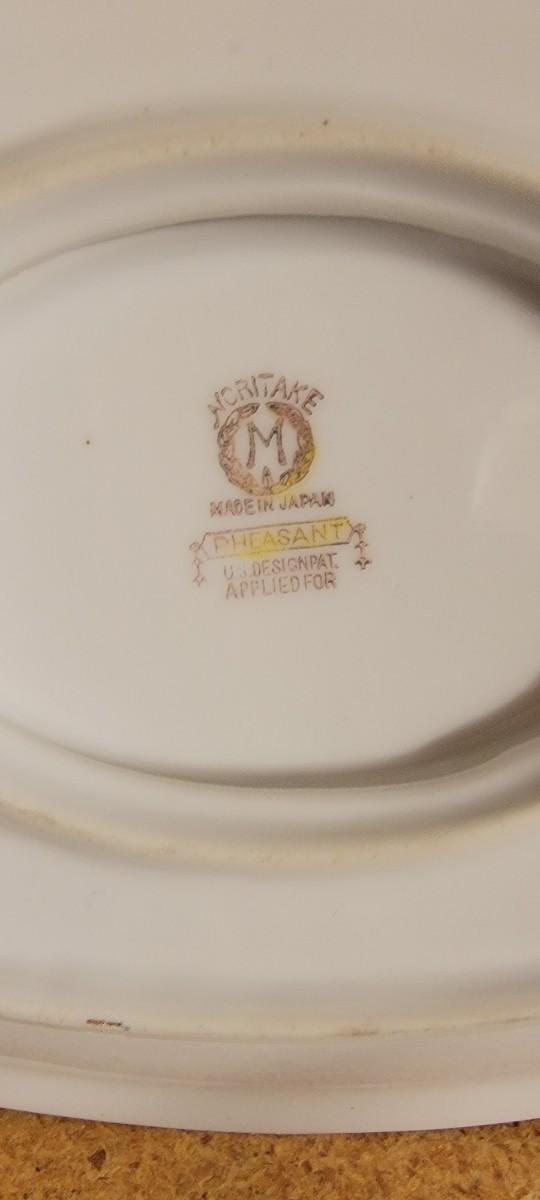 NORITAKE
M
MADE IN JAPAN
PHEASANT
U.S. DESIGN PAT.
APPLIED FOR